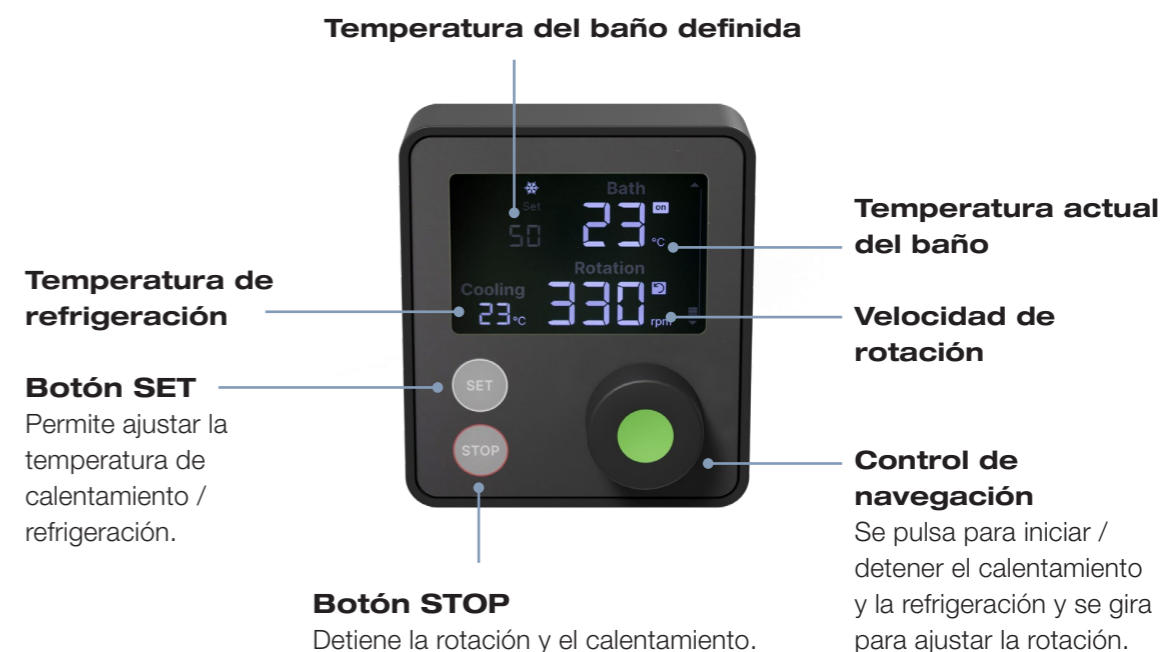 Temperatura del baño definida
Bath
Set
on
50
23
°C
Temperatura actual
del baño
Rotation
Cooling
23
°C
330
rpm
Temperatura de
refrigeración
Velocidad de
rotación
Botón SET
Permite ajustar la
temperatura de
calentamiento /
refrigeración.
SET
STOP
Control de
navegación
Se pulsa para iniciar /
detener el calentamiento
y la refrigeración y se gira
para ajustar la rotación.
Botón STOP
Detiene la rotación y el calentamiento.